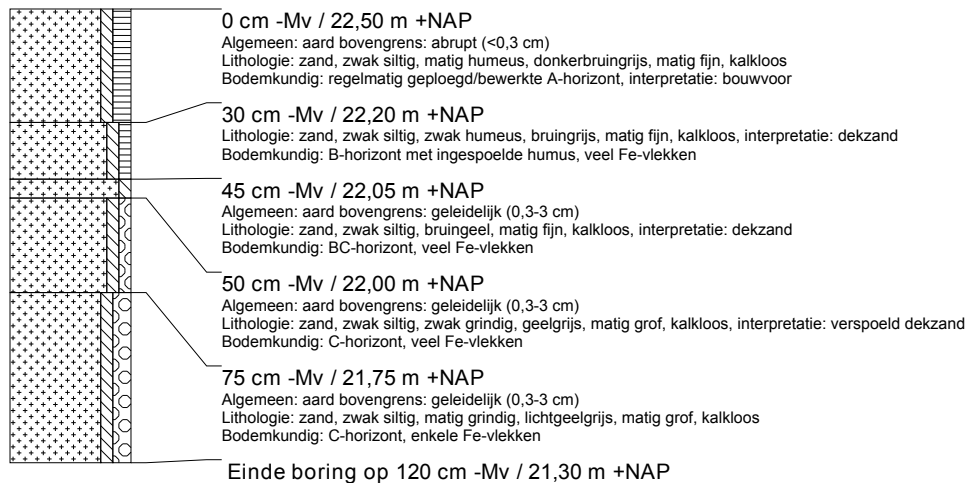 0 cm -Mv / 22,50 m +NAP
Algemeen: aard bovengrens: abrupt (<0,3 cm)
Lithologie: zand, zwak siltig, matig humeus, donkerbruingrijs, matig fijn, kalkloos
Bodemkundig: regelmatig geploegd/bewerkte A-horizont, interpretatie: bouwvoor
30 cm -Mv / 22,20 m +NAP
Lithologie: zand, zwak siltig, zwak humeus, bruingrijs, matig fijn, kalkloos, interpretatie: dekzand
Bodemkundig: B-horizont met ingespoelde humus, veel Fe-vlekken
45 cm -Mv / 22,05 m +NAP
Algemeen: aard bovengrens: geleidelijk (0,3-3 cm)
Lithologie: zand, zwak siltig, bruingeel, matig fijn, kalkloos, interpretatie: dekzand
Bodemkundig: BC-horizont, veel Fe-vlekken
50 cm -Mv / 22,00 m +NAP
Algemeen: aard bovengrens: geleidelijk (0,3-3 cm)
Lithologie: zand, zwak siltig, zwak grindig, geelgrijs, matig grof, kalkloos, interpretatie: verspoeld dekzand
Bodemkundig: C-horizont, veel Fe-vlekken
75 cm -Mv / 21,75 m +NAP
Algemeen: aard bovengrens: geleidelijk (0,3-3 cm)
Lithologie: zand, zwak siltig, matig grindig, lichtgeelgrijs, matig grof, kalkloos
Bodemkundig: C-horizont, enkele Fe-vlekken
Einde boring op 120 cm -Mv / 21,30 m +NAP